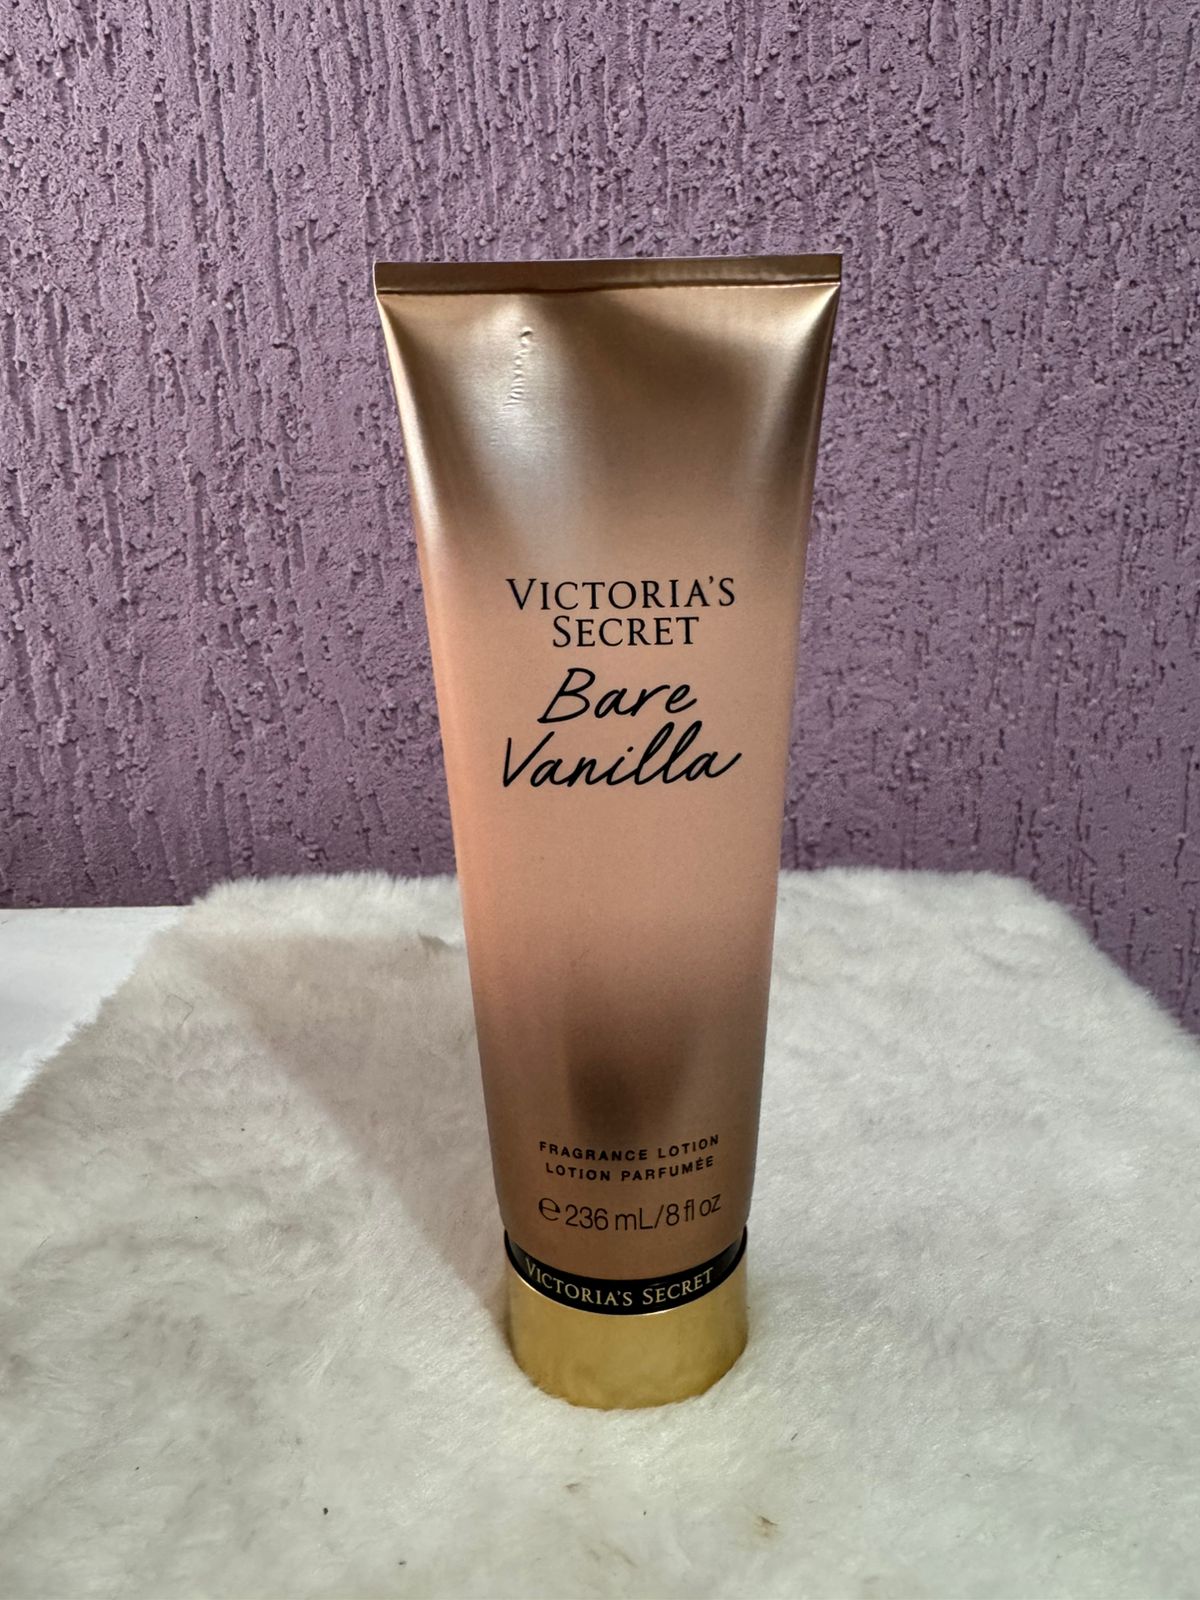 VICTORIA'S
SECRET
Bare
Vanilla
FRAGRANCE LOTION
LOTION PARFUMÉE
℮ 236 mL/8 fl oz
VICTORIA'S SECRET